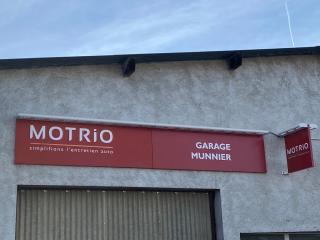 MOTRiO
simplifions l'entretien auto
GARAGE
MUNNIER
MOTRiO